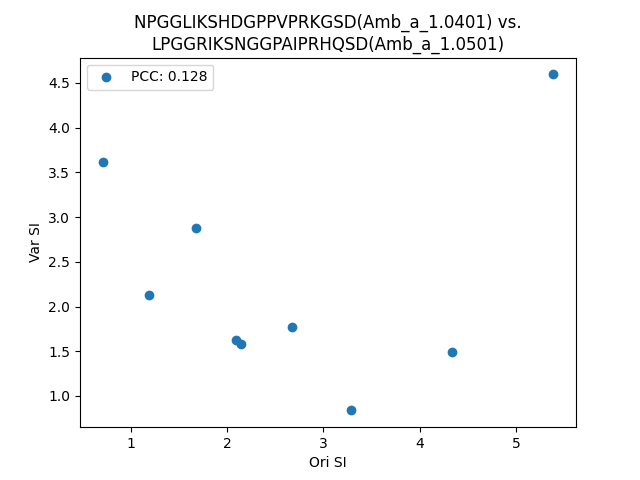 NPGGLIKSHDGPPVPRKGSD(Amb_a_1.0401) vs.
LPGGRIKSNGGPAIPRHQSD(Amb_a_1.0501)
PCC: 0.128
4.5
4.0
3.5
3.0
2.5
2.0
1.5
1.0
Var SI
1 2 3 4 5
Ori SI